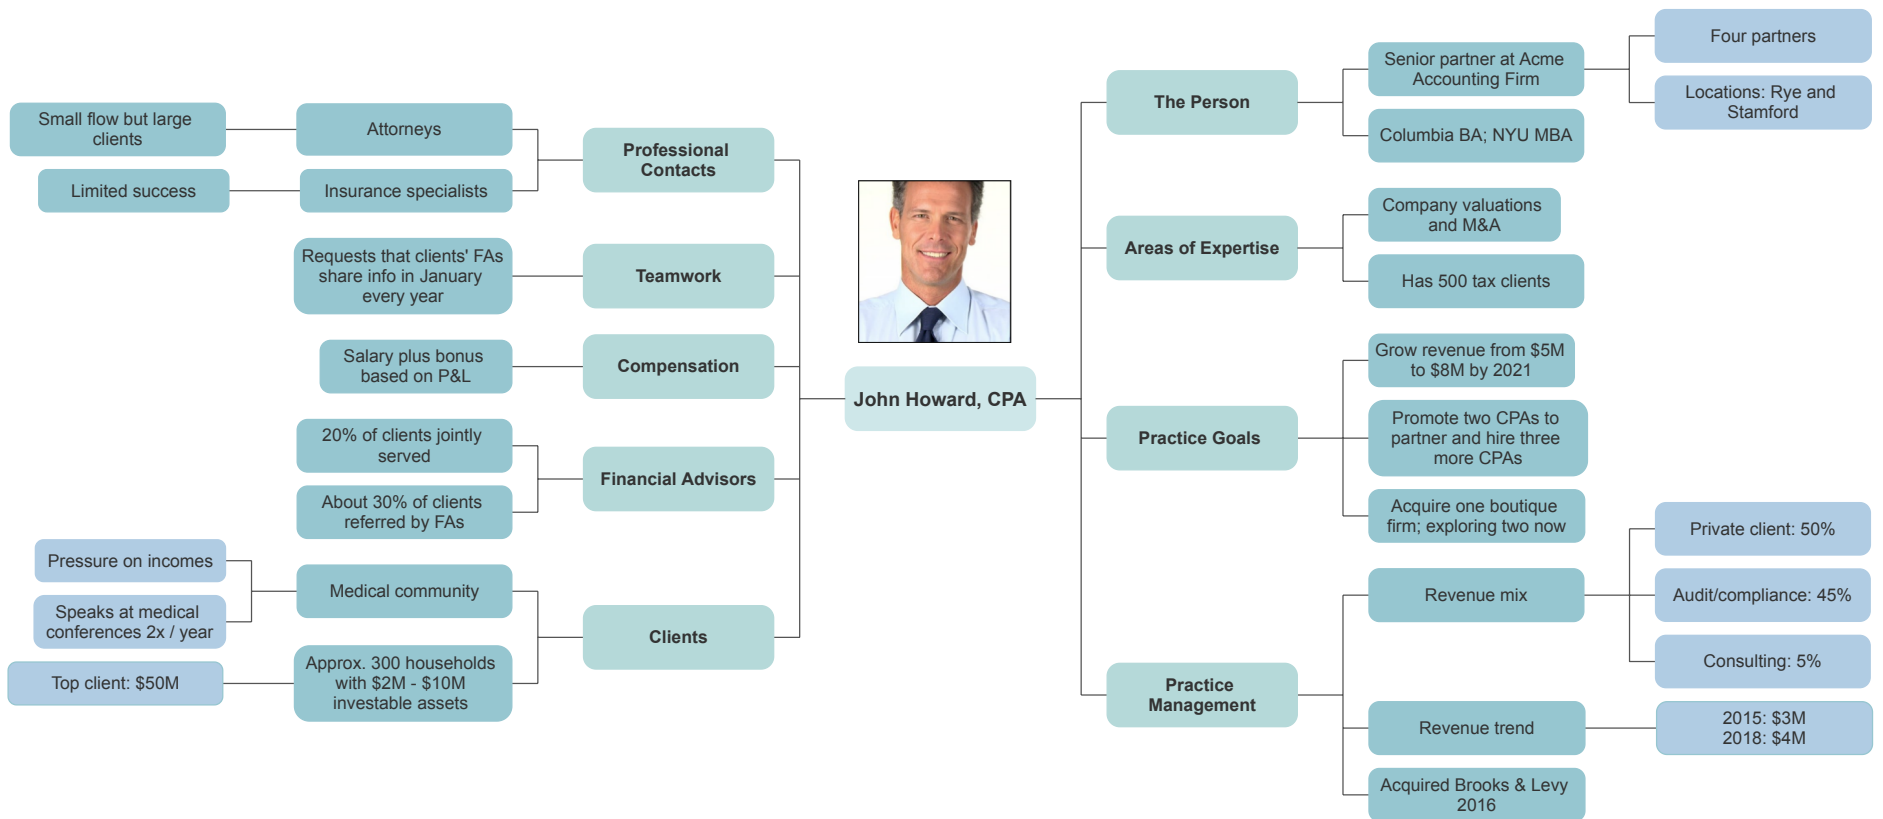 John Howard, CPA
The Person
Senior partner at Acme
Accounting Firm
Four partners
Locations: Rye and
Stamford
Columbia BA; NYU MBA
Areas of Expertise
Company valuations
and M&A
Has 500 tax clients
Practice Goals
Grow revenue from $5M
to $8M by 2021
Promote two CPAs to
partner and hire three
more CPAs
Acquire one boutique
firm; exploring two now
Practice
Management
Revenue mix
Private client: 50%
Audit/compliance: 45%
Consulting: 5%
Revenue trend
2015: $3M
2018: $4M
Acquired Brooks & Levy
2016
Professional
Contacts
Attorneys
Small flow but large
clients
Insurance specialists
Limited success
Teamwork
Requests that clients' FAs
share info in January
every year
Compensation
Salary plus bonus
based on P&L
Financial Advisors
20% of clients jointly
served
About 30% of clients
referred by FAs
Clients
Medical community
Pressure on incomes
Speaks at medical
conferences 2x / year
Approx. 300 households
with $2M - $10M
investable assets
Top client: $50M